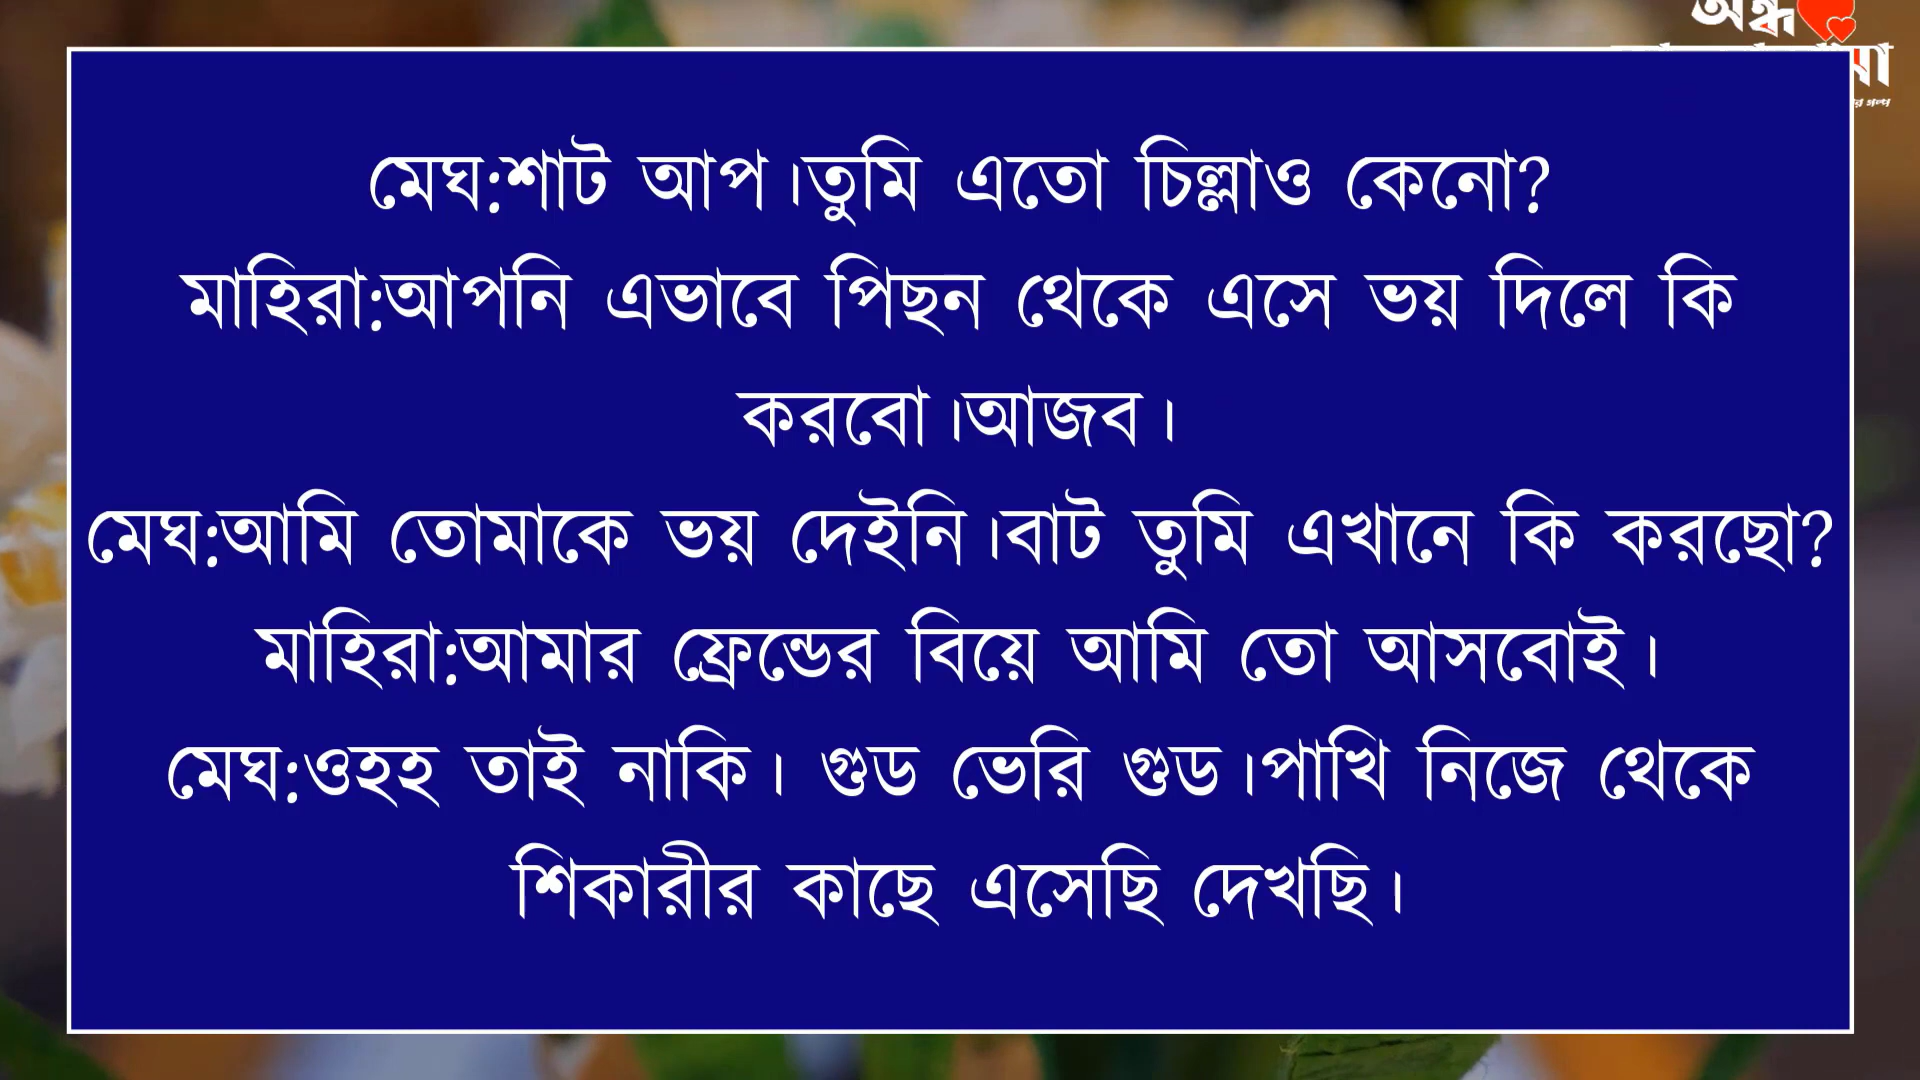 অন্ধ
মেঘ:শাট আপ।তুমি এতো চিল্লাও কেনো?
মাহিরা:আপনি এভাবে পিছন থেকে এসে ভয় দিলে কি
করবো।আজব।
মেঘ:আমি তোমাকে ভয় দেইনি।বাট তুমি এখানে কি করছো?
মাহিরা:আমার ফ্রেন্ডের বিয়ে আমি তো আসবোই।
মেঘ:ওহহ তাই নাকি। গুড ভেরি গুড।পাখি নিজে থেকে
শিকারীর কাছে এসেছি দেখছি।